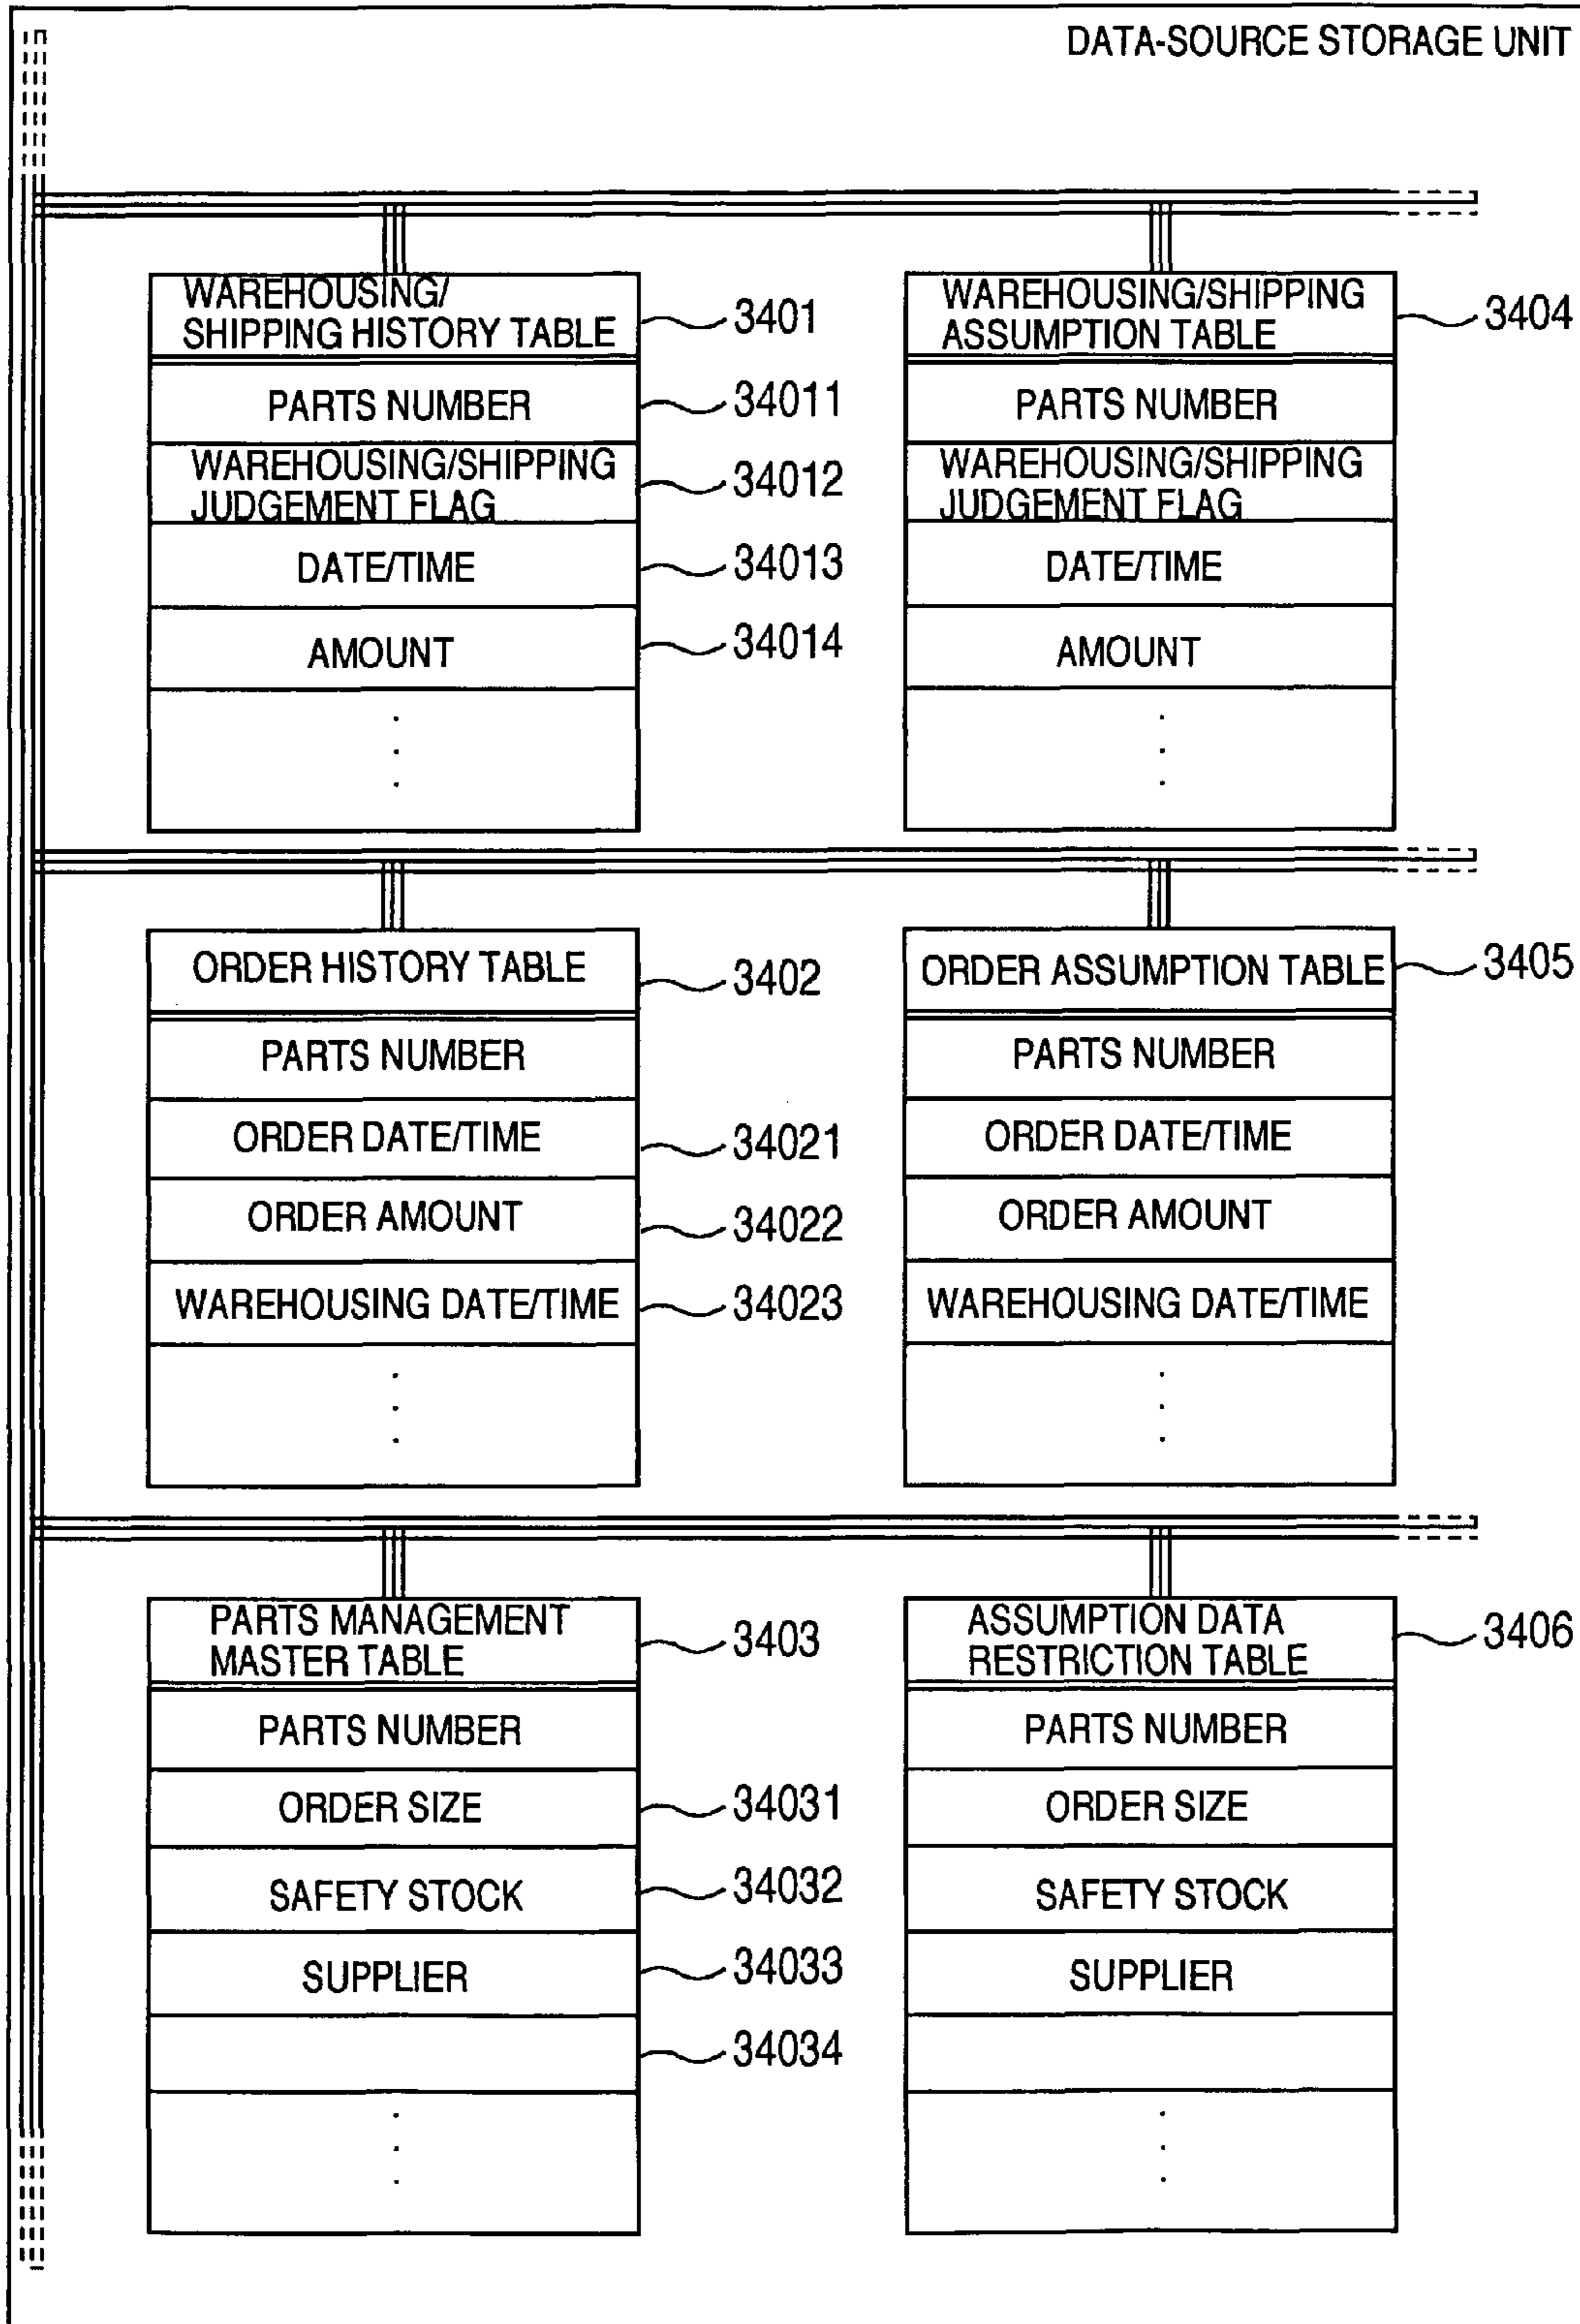 DATA-SOURCE STORAGE UNIT
WAREHOUSING/
SHIPPING HISTORY TABLE
3401
PARTS NUMBER
34011
WAREHOUSING/SHIPPING
JUDGEMENT FLAG
34012
DATE/TIME
34013
AMOUNT
34014
WAREHOUSING/SHIPPING
ASSUMPTION TABLE
3404
PARTS NUMBER
WAREHOUSING/SHIPPING
JUDGEMENT FLAG
DATE/TIME
AMOUNT
ORDER HISTORY TABLE
3402
PARTS NUMBER
ORDER DATE/TIME
34021
ORDER AMOUNT
34022
WAREHOUSING DATE/TIME
34023
ORDER ASSUMPTION TABLE
3405
PARTS NUMBER
ORDER DATE/TIME
ORDER AMOUNT
WAREHOUSING DATE/TIME
PARTS MANAGEMENT
MASTER TABLE
3403
PARTS NUMBER
ORDER SIZE
34031
SAFETY STOCK
34032
SUPPLIER
34033
34034
ASSUMPTION DATA
RESTRICTION TABLE
3406
PARTS NUMBER
ORDER SIZE
SAFETY STOCK
SUPPLIER